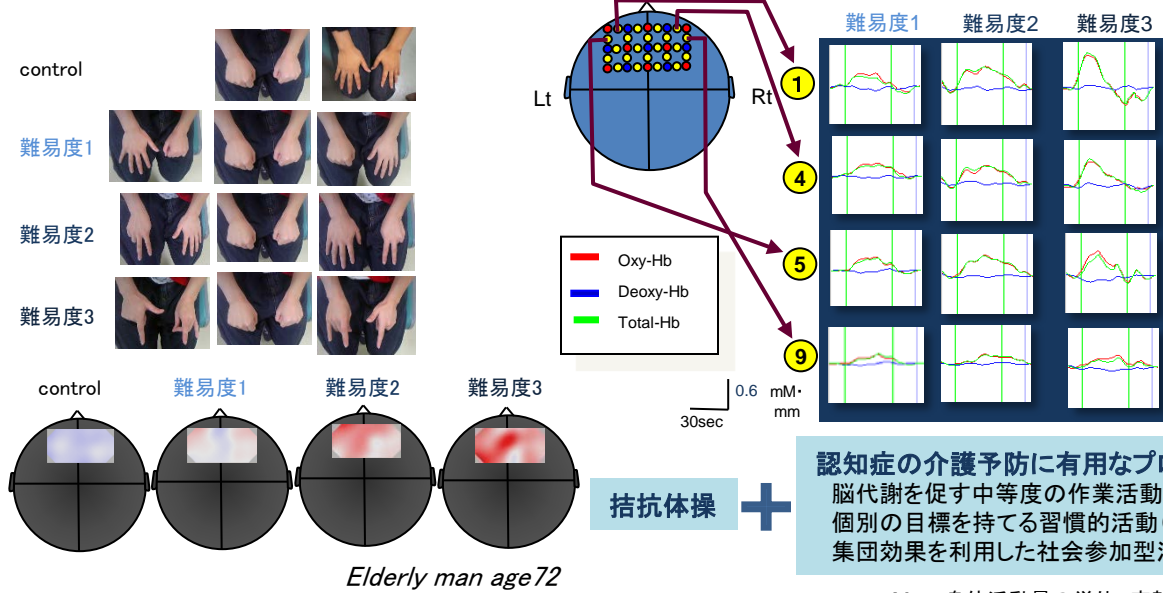 control
難易度1
難易度2
難易度3
Lt
Rt
1
4
5
9
Oxy-Hb
Deoxy-Hb
Total-Hb
0.6 mM・
mm
30sec
難易度1 難易度2 難易度3
control 難易度1 難易度2 難易度3
Elderly man age72
拮抗体操
認知症の介護予防に有用なプロ
脳代謝を促す中等度の作業活動
個別の目標を持てる習慣的活動
集団効果を利用した社会参加型